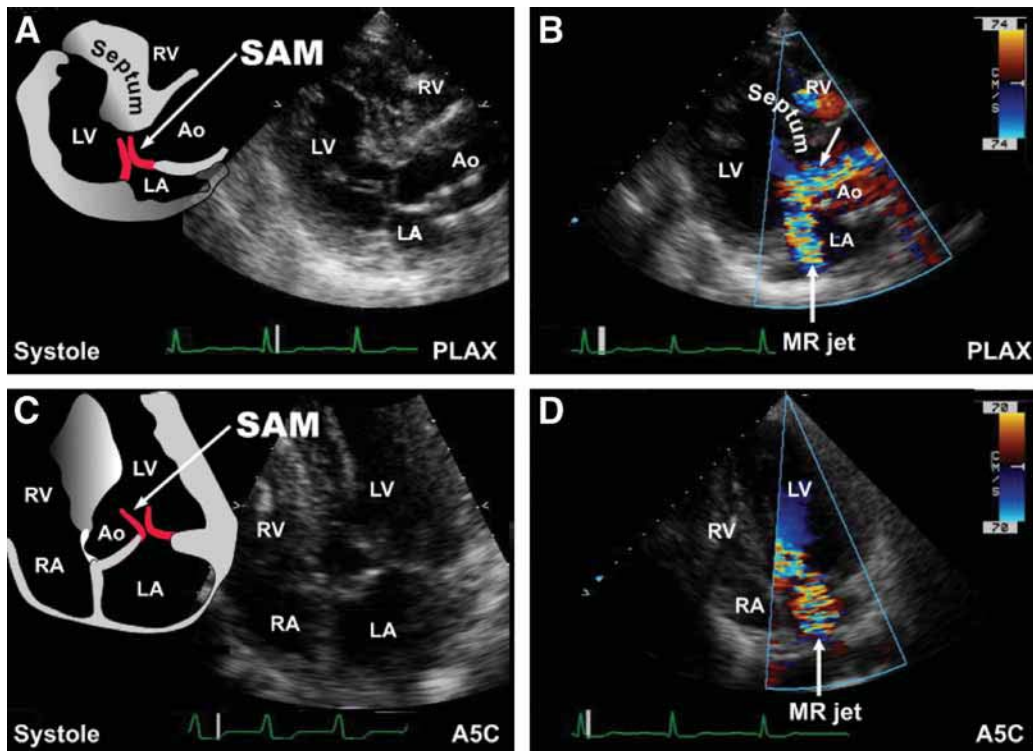 A
Septum
RV
SAM
LV
Ao
LA
RV
LV
Ao
LA
Systole
PLAX
B
74
CM/S
74
RV
Septum
LV
Ao
LA
MR jet
PLAX
C
SAM
LV
RV
Ao
RA
LA
LV
RV
RA
LA
Systole
A5C
D
70
CM/S
70
LV
RV
RA
MR jet
A5C